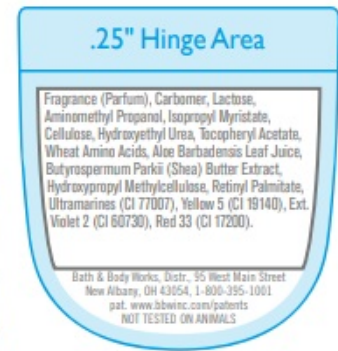 .25" Hinge Area
Fragrance (Parfum), Carbomer, Lactose,
Aminomethyl Propanol, Isopropyl Myristate,
Cellulose, Hydroxyethyl Urea, Tocopheryl Acetate,
Wheat Amino Acids, Aloe Barbadensis Leaf Juice,
Butyrospermum Parkii (Shea) Butter Extract,
Hydroxypropyl Methylcellulose, Retinyl Palmitate,
Ultramarines (CI 77007), Yellow 5 (CI 19140), Ext.
Violet 2 (CI 60730), Red 33 (CI 17200).
Bath & Body Works, Distr., 95 West Main Street
New Albany, OH 43054, 1-800-395-1001
pat. www.bbwinc.com/patents
NOT TESTED ON ANIMALS